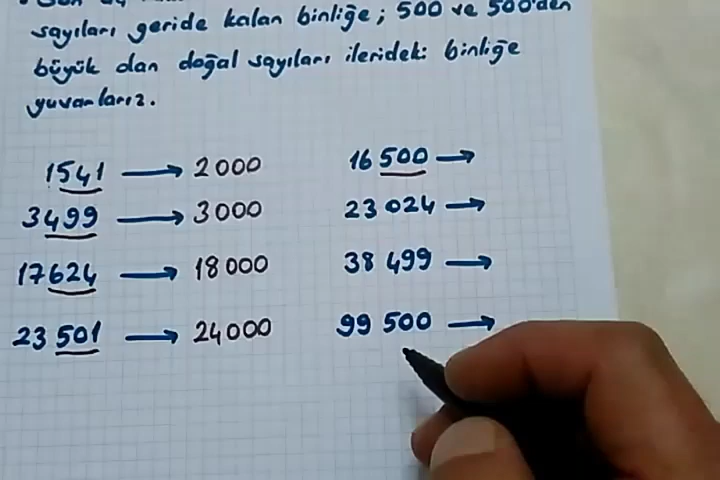 sayıları geride kalan binliğe; 500 ve 500'den
büyük olan doğal sayıları ilerideki binliğe
yuvarlarız.
1541 → 2000
3499 → 3000
17624 → 18000
23 501 → 24000
16 500 →
23 024 →
38 499 →
99 500 →